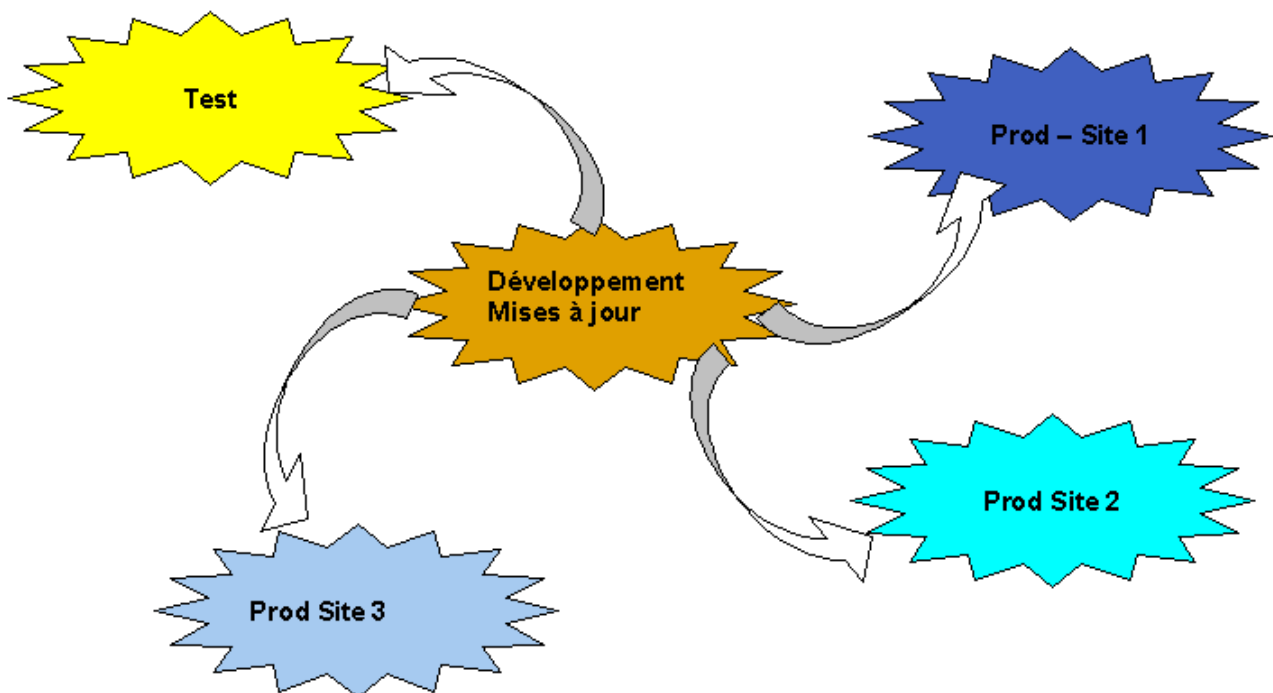 Test
Prod – Site 1
Développement
Mises à jour
Prod Site 2
Prod Site 3